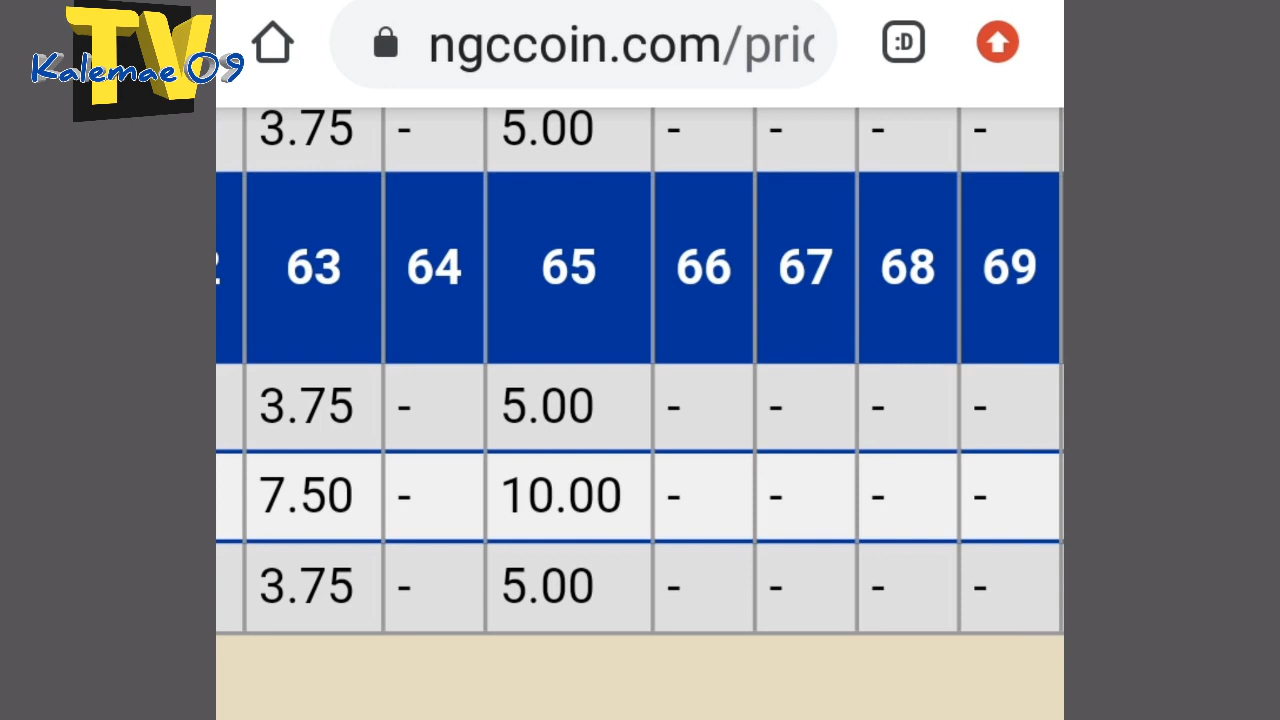 TV
Kalemae 09
:D
ngccoin.com/pric
3.75 - 5.00 - - - -
63 64 65 66 67 68 69
3.75 - 5.00 - - - -
7.50 - 10.00 - - - -
3.75 - 5.00 - - - -